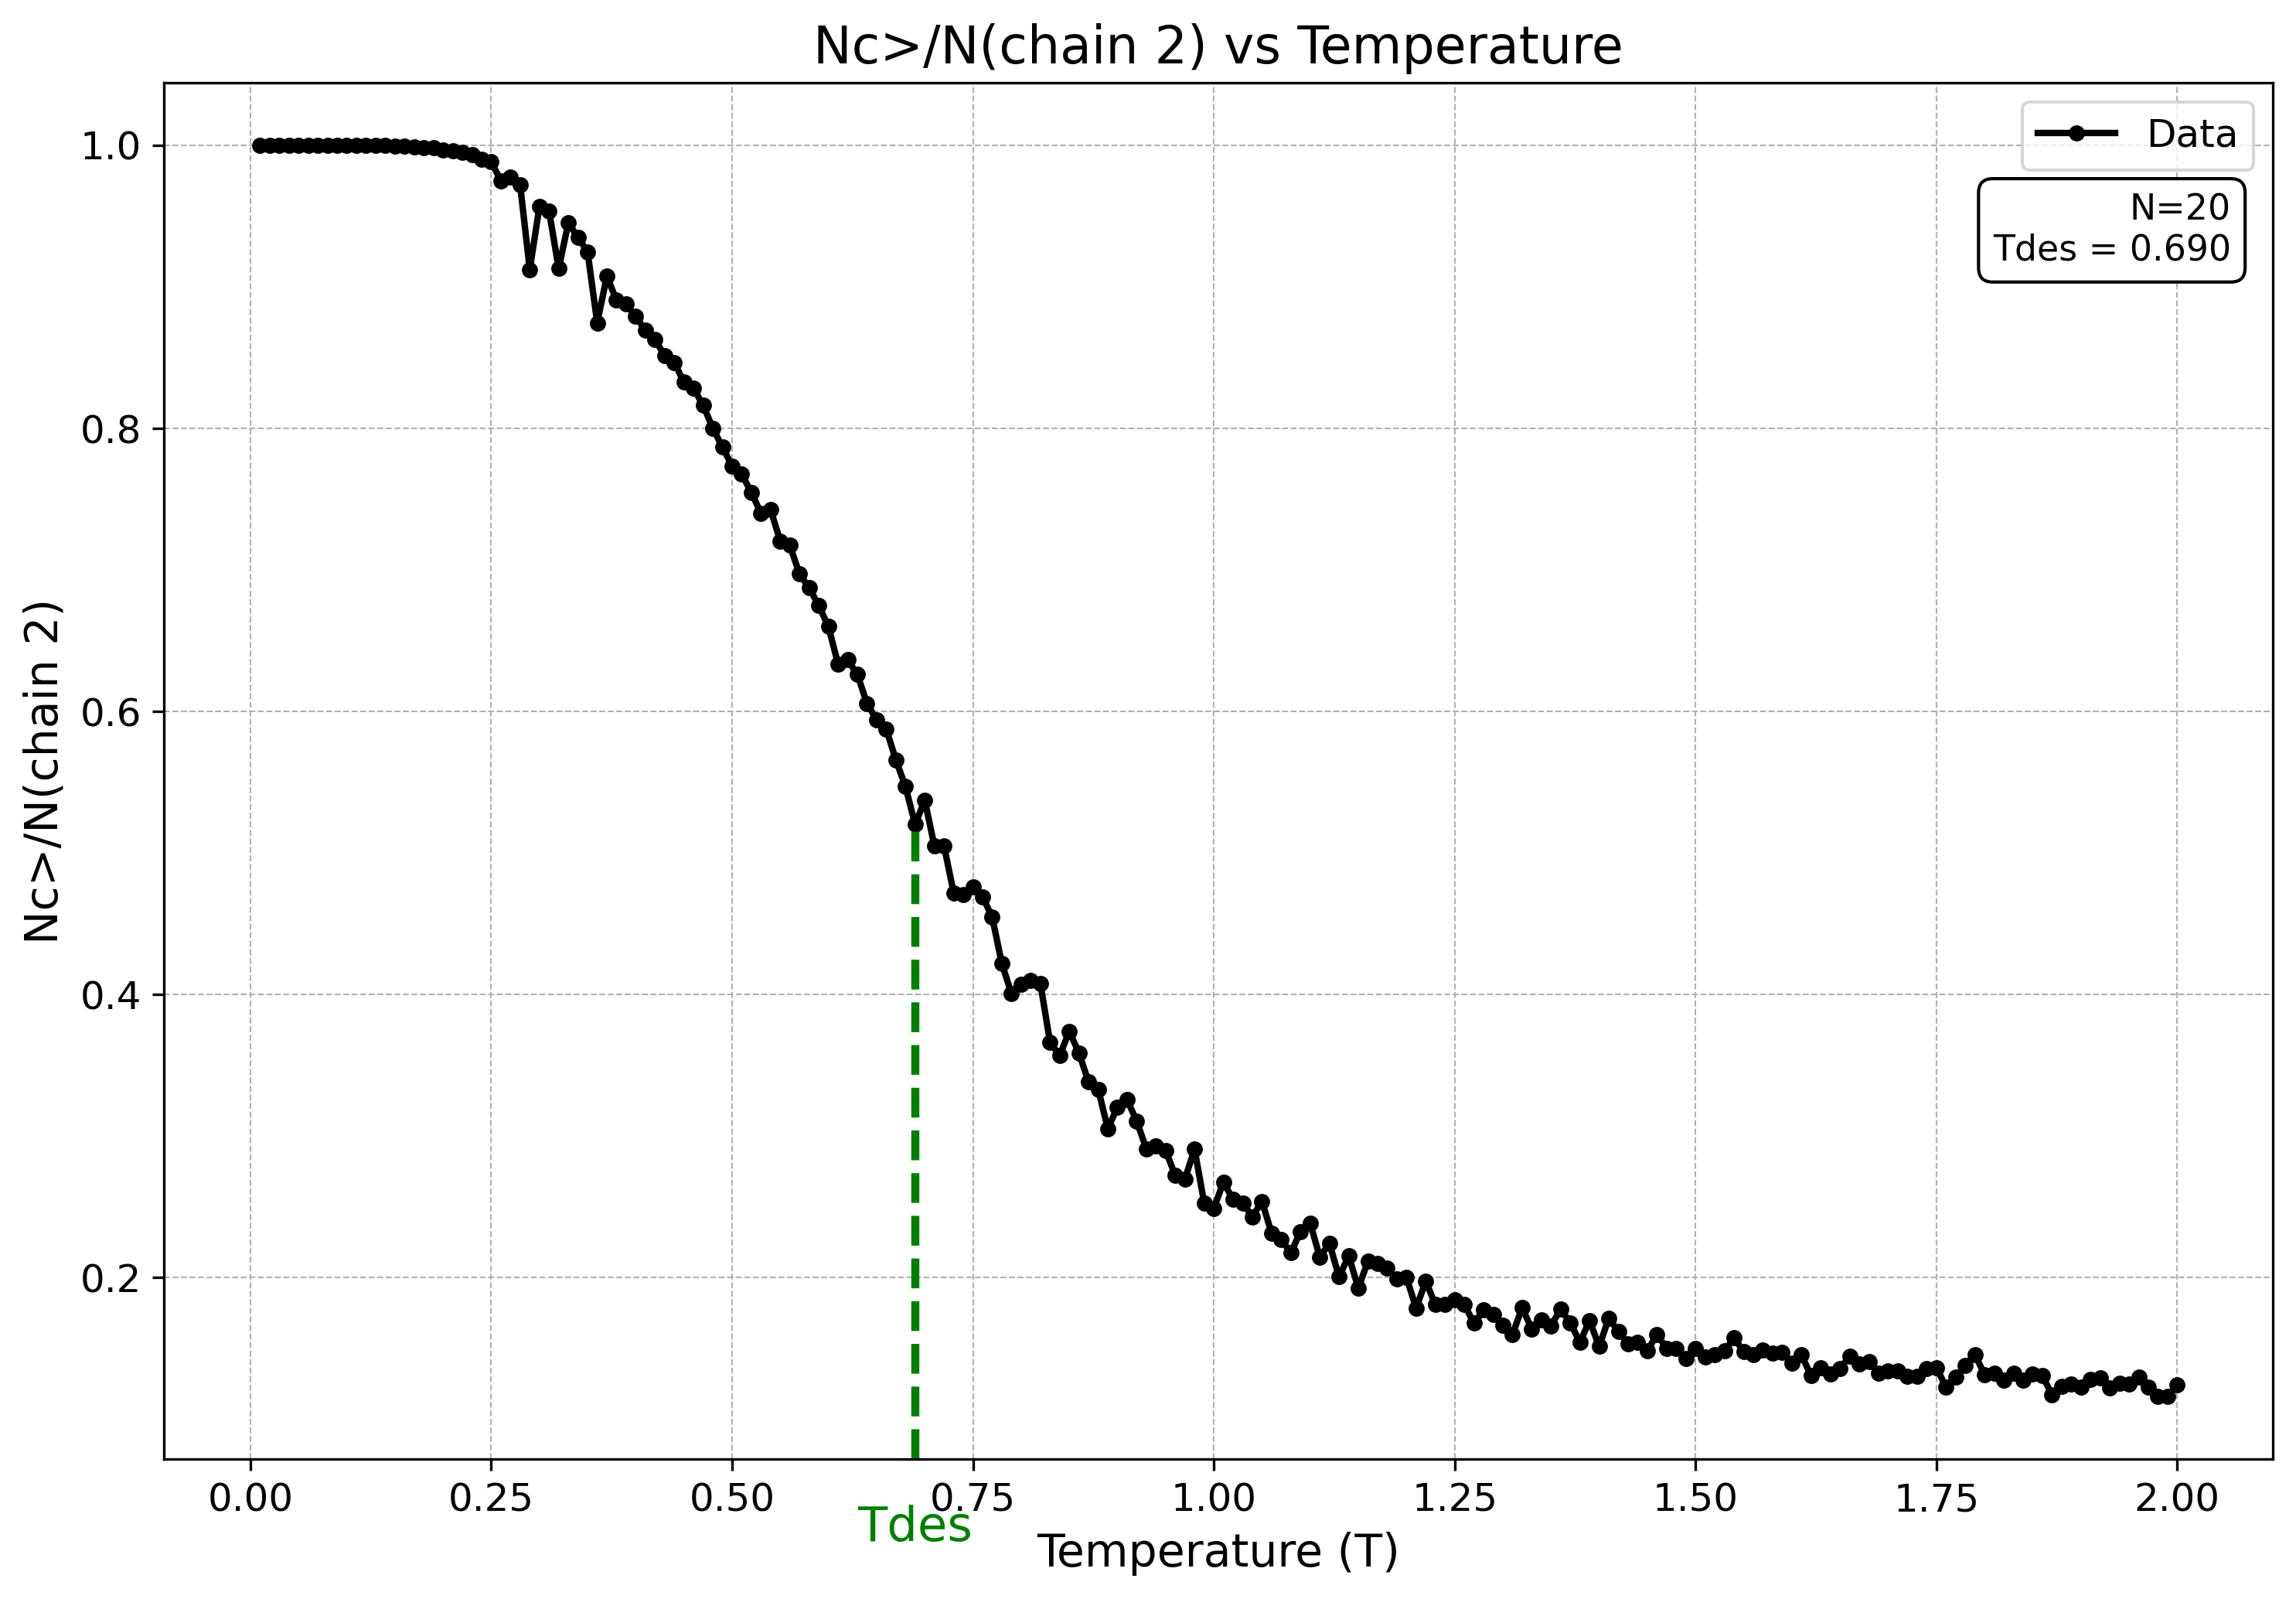 Nc>/N(chain 2) vs Temperature
Data
N=20
Tdes = 0.690
Nc>/N(chain 2)
1.0
0.8
0.6
0.4
0.2
0.00 0.25 0.50 0.75 1.00 1.25 1.50 1.75 2.00
Tdes
Temperature (T)